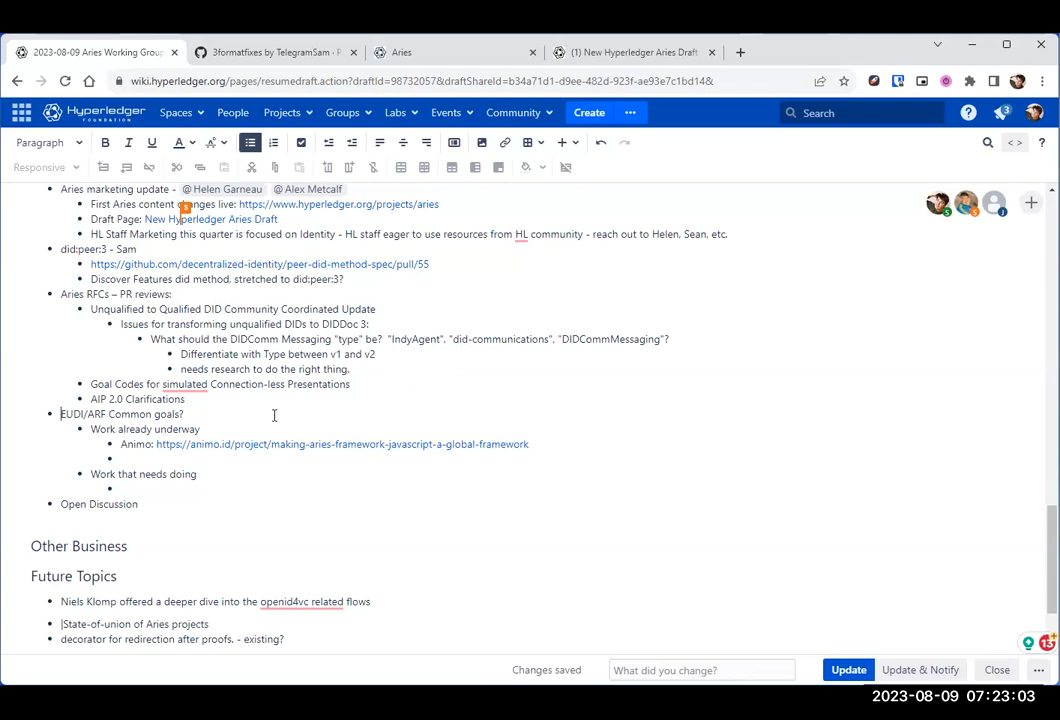 2023-08-09 Aries Working Group
3formatfixes by TelegramSam · P
Aries
(1) New Hyperledger Aries Draft
wiki.hyperledger.org/pages/resumedraft.action?draftId=98732057&draftShareId=b34a71d1-d9ee-482d-923f-ae93e7c1bd14&
HYPERLEDGER FOUNDATION Spaces People Projects Groups Labs Events Community Create ••• Search 3
Paragraph B I U A
Responsive
Aries marketing update - @Helen Garneau @Alex Metcalf
First Aries content changes live: https://www.hyperledger.org/projects/aries
S
Draft Page: New Hyperledger Aries Draft
HL Staff Marketing this quarter is focused on Identity - HL staff eager to use resources from HL community - reach out to Helen, Sean, etc.
did:peer:3 - Sam
https://github.com/decentralized-identity/peer-did-method-spec/pull/55
Discover Features did method, stretched to did:peer:3?
Aries RFCs – PR reviews:
Unqualified to Qualified DID Community Coordinated Update
Issues for transforming unqualified DIDs to DIDDoc 3:
What should the DIDComm Messaging "type" be? "IndyAgent", "did-communications", "DIDCommMessaging"?
Differentiate with Type between v1 and v2
needs research to do the right thing.
Goal Codes for simulated Connection-less Presentations
AIP 2.0 Clarifications
EUDI/ARF Common goals?
Work already underway
Animo: https://animo.id/project/making-aries-framework-javascript-a-global-framework
Work that needs doing
Open Discussion
Other Business
Future Topics
Niels Klomp offered a deeper dive into the openid4vc related flows
|State-of-union of Aries projects
decorator for redirection after proofs. - existing?
13
Changes saved What did you change? Update Update & Notify Close •••
2023-08-09 07:23:03